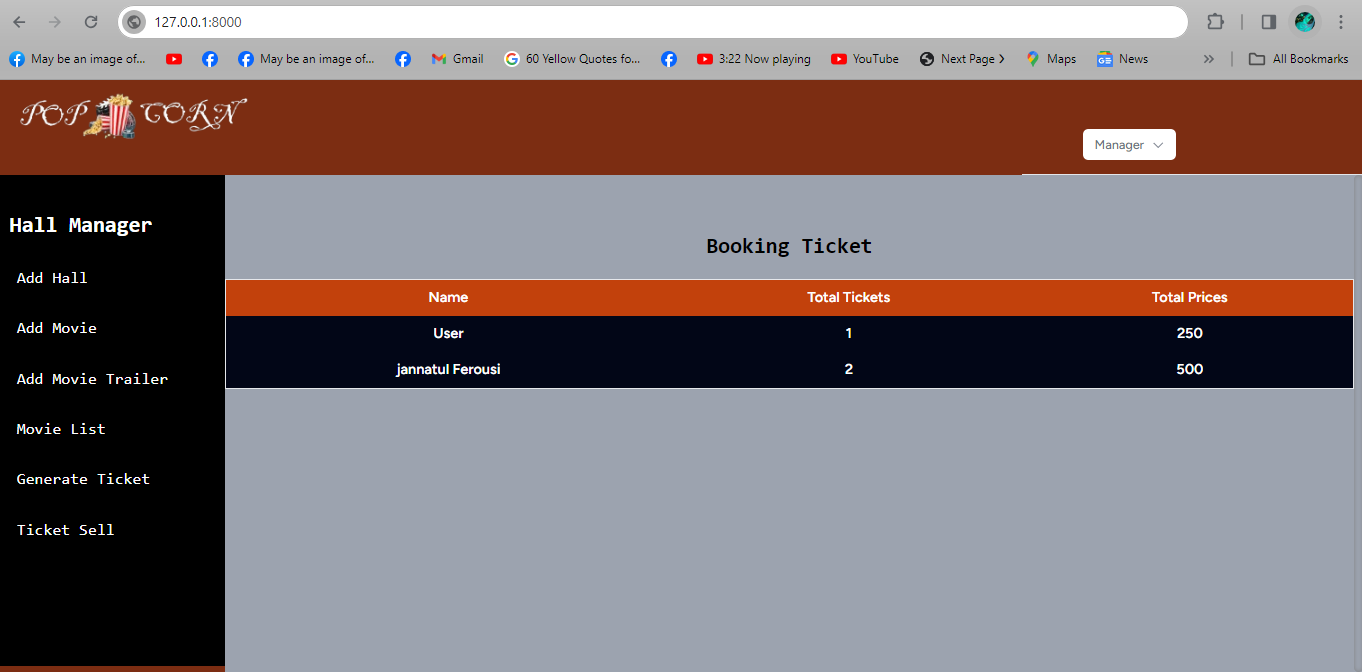 127.0.0.1:8000
May be an image of...
May be an image of...
Gmail
60 Yellow Quotes fo...
3:22 Now playing
YouTube
Next Page
Maps
News
All Bookmarks
POP CORN
Manager
Hall Manager
Add Hall
Add Movie
Add Movie Trailer
Movie List
Generate Ticket
Ticket Sell
Booking Ticket
Name Total Tickets Total Prices
User 1 250
jannatul Ferousi 2 500